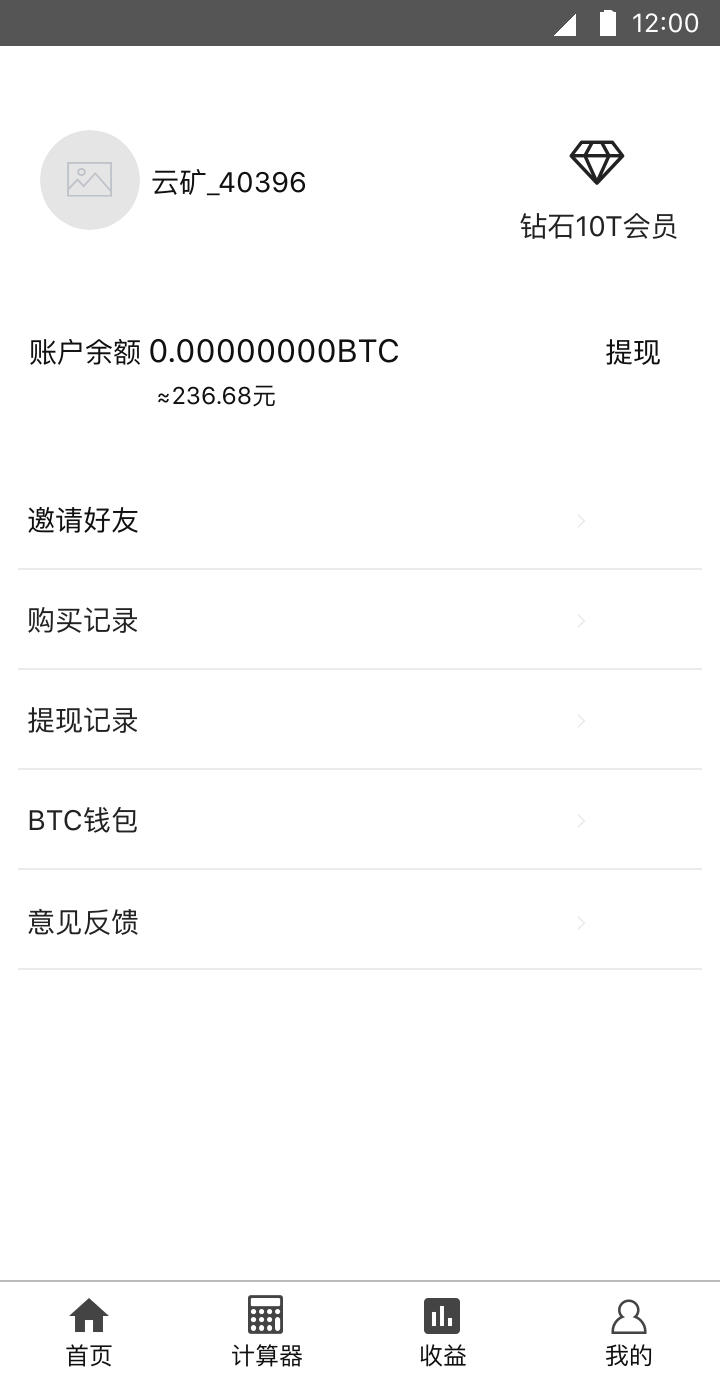 12:00
云矿_40396
钻石10T会员
账户余额 0.00000000BTC
提现
≈236.68元
邀请好友
购买记录
提现记录
BTC钱包
意见反馈
首页
计算器
收益
我的